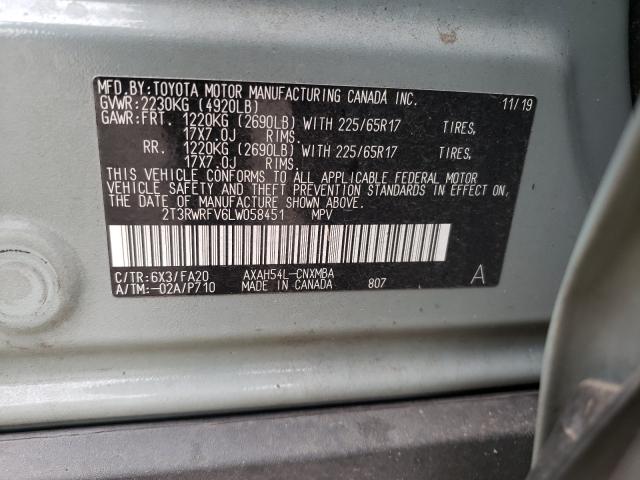 MFD.BY:TOYOTA MOTOR MANUFACTURING CANADA INC. 11/19
GVWR:2230KG (4920LB)
GAWR:FRT. 1220KG (2690LB) WITH 225/65R17 TIRES,
17X7.0J RIMS.
RR. 1220KG (2690LB) WITH 225/65R17 TIRES,
17X7.0J RIMS.
THIS VEHICLE CONFORMS TO ALL APPLICABLE FEDERAL MOTOR
VEHICLE SAFETY AND THEFT PREVENTION STANDARDS IN EFFECT ON
THE DATE OF MANUFACTURE SHOWN ABOVE.
2T3RWRFV6LW058451 MPV
C/TR:6X3/FA20 AXAH54L-CNXMBA
A/TM:-02A/P710 MADE IN CANADA 807 A